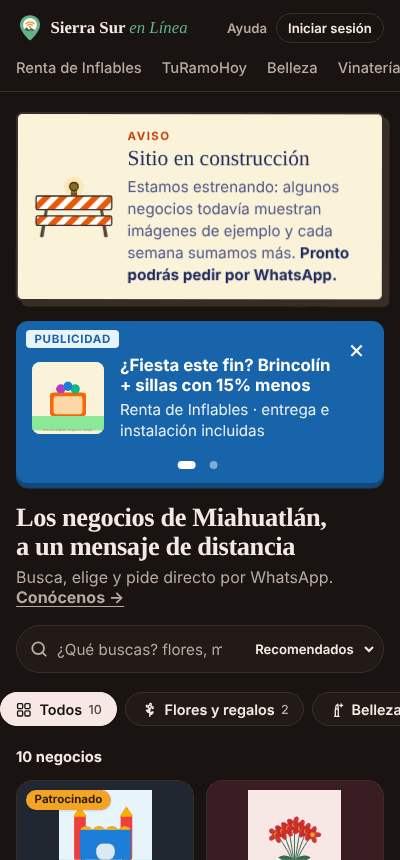 Sierra Sur en Línea
Ayuda
Iniciar sesión
Renta de Inflables
TuRamoHoy
Belleza
Vinatería
AVISO
Sitio en construcción
Estamos estrenando: algunos
negocios todavía muestran
imágenes de ejemplo y cada
semana sumamos más. Pronto
podrás pedir por WhatsApp.
PUBLICIDAD
¿Fiesta este fin? Brincolín
+ sillas con 15% menos
Renta de Inflables · entrega e
instalación incluidas
Los negocios de Miahuatlán,
a un mensaje de distancia
Busca, elige y pide directo por WhatsApp.
Conócenos →
¿Qué buscas? flores, m
Recomendados
Todos 10
Flores y regalos 2
Belleza
10 negocios
Patrocinado